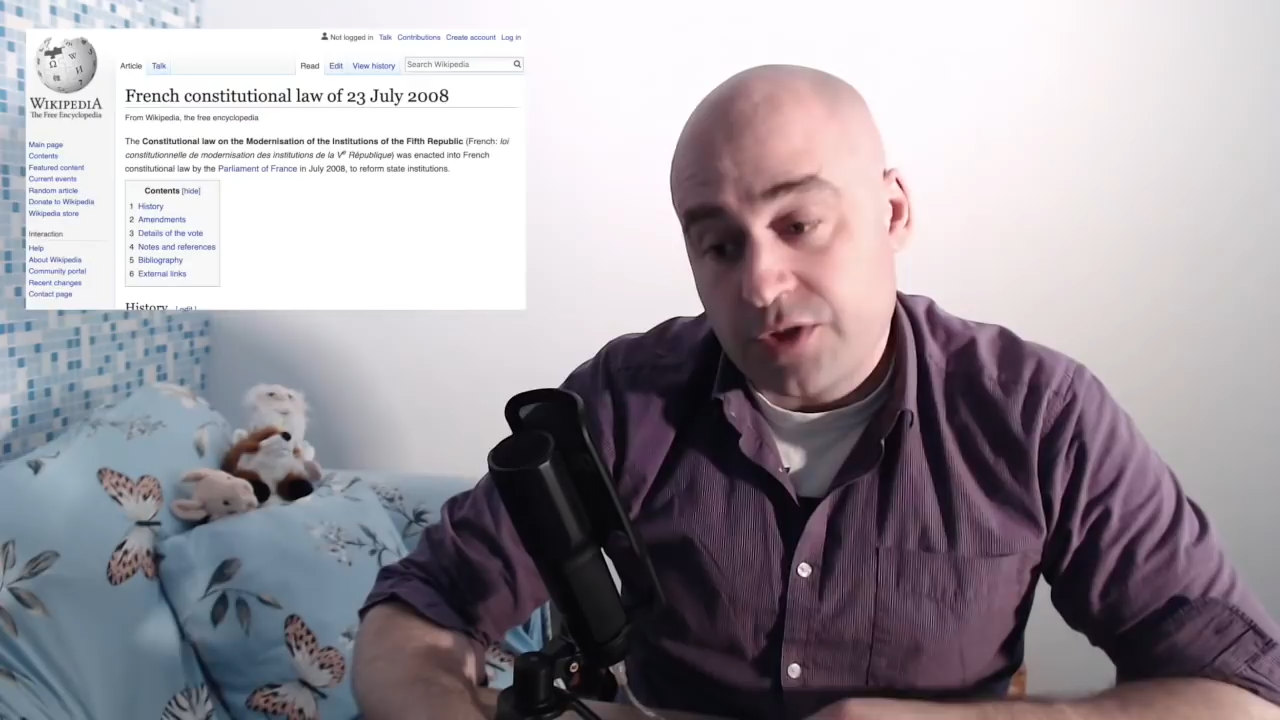 Not logged in Talk Contributions Create account Log in
Article Talk Read Edit View history Search Wikipedia
WIKIPEDIA
The Free Encyclopedia
French constitutional law of 23 July 2008
From Wikipedia, the free encyclopedia
The Constitutional law on the Modernisation of the Institutions of the Fifth Republic (French: loi
constitutionnelle de modernisation des institutions de la Ve République) was enacted into French
constitutional law by the Parliament of France in July 2008, to reform state institutions.
Main page
Contents
Featured content
Current events
Random article
Donate to Wikipedia
Wikipedia store
Interaction
Help
About Wikipedia
Community portal
Recent changes
Contact page
Contents [hide]
1 History
2 Amendments
3 Details of the vote
4 Notes and references
5 Bibliography
6 External links
History [edit]